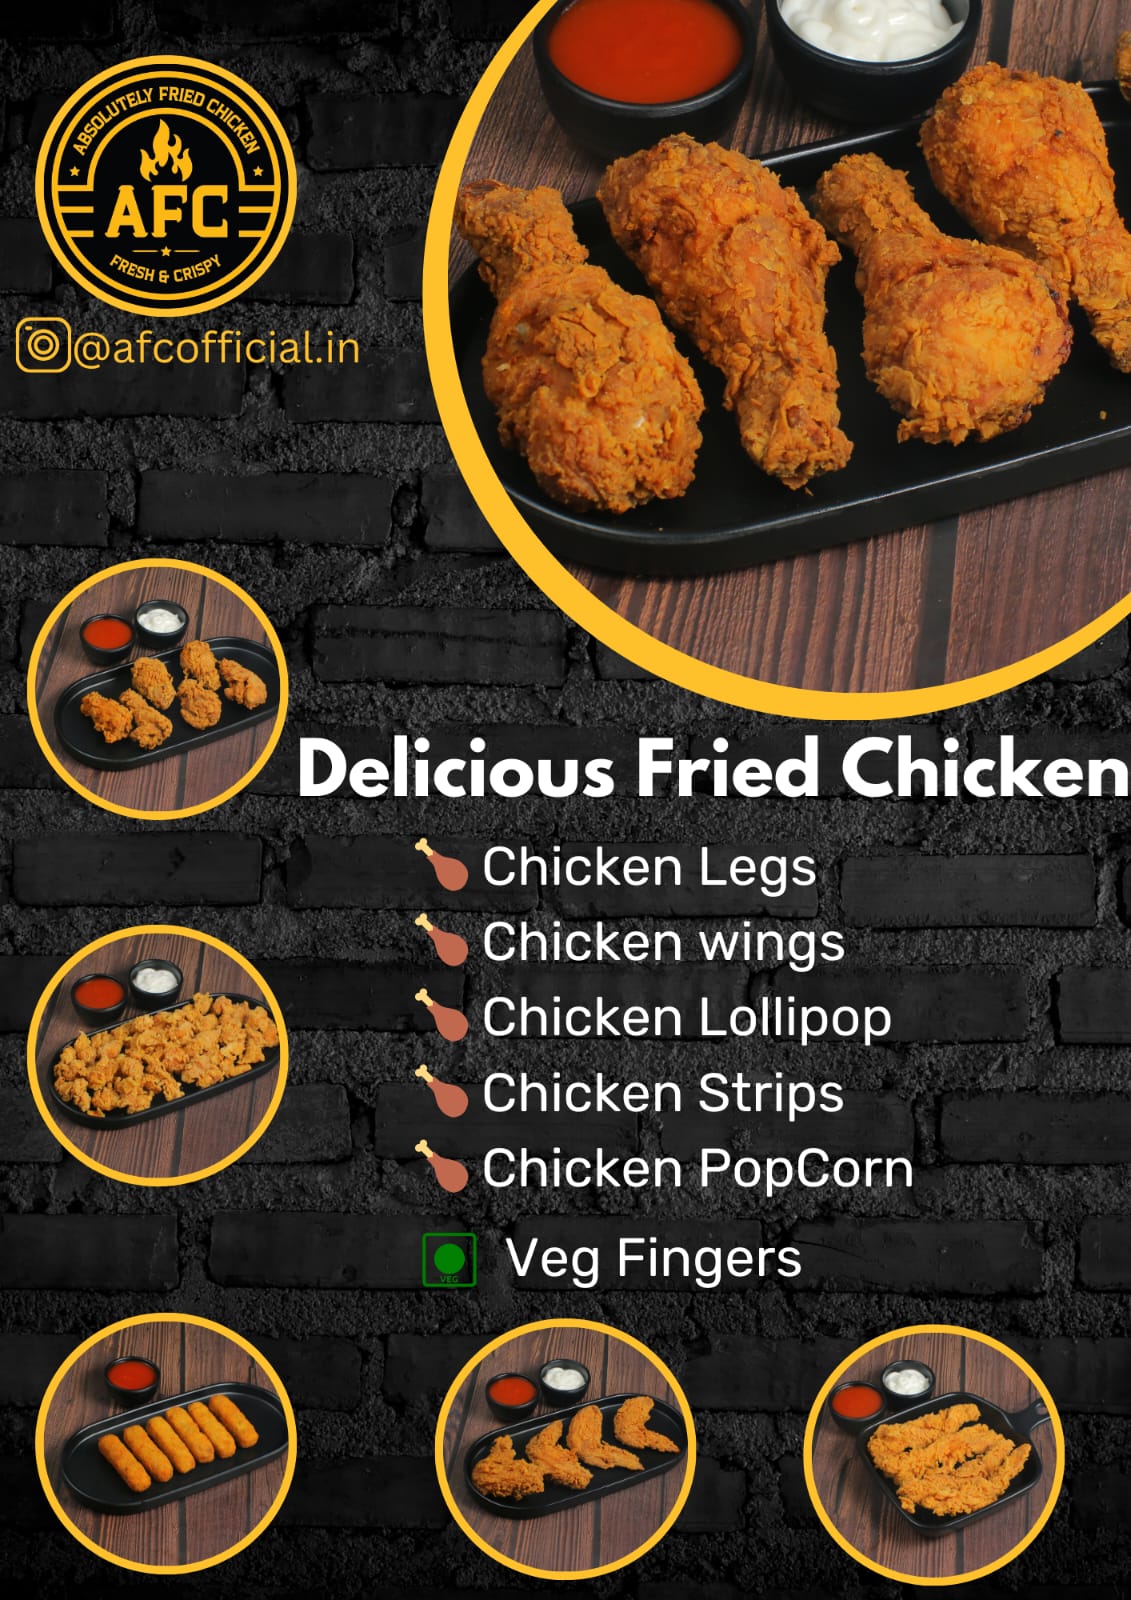 ABSOLUTELY FRIED CHICKEN
AFC
FRESH & CRISPY
@afcofficial.in
Delicious Fried Chicken
Chicken Legs
Chicken wings
Chicken Lollipop
Chicken Strips
Chicken PopCorn
VEG
Veg Fingers